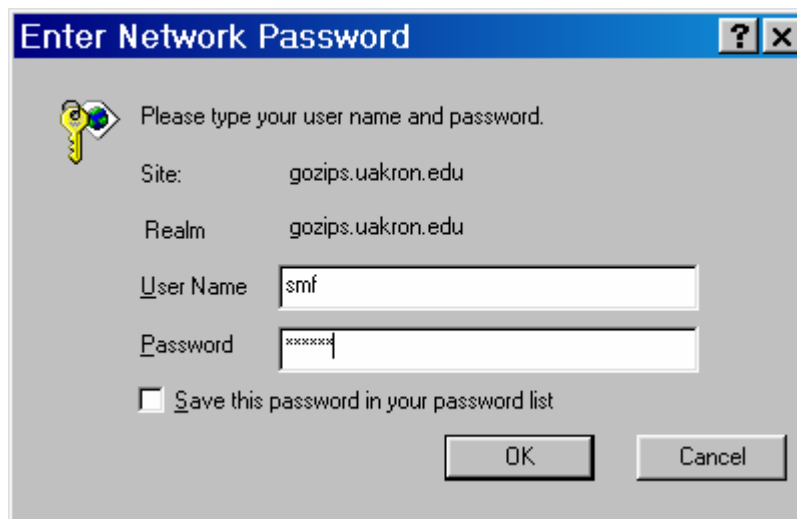 Enter Network Password
Please type your user name and password.
Site: gozips.uakron.edu
Realm gozips.uakron.edu
User Name smf
Password xxxxxx
Save this password in your password list
OK Cancel